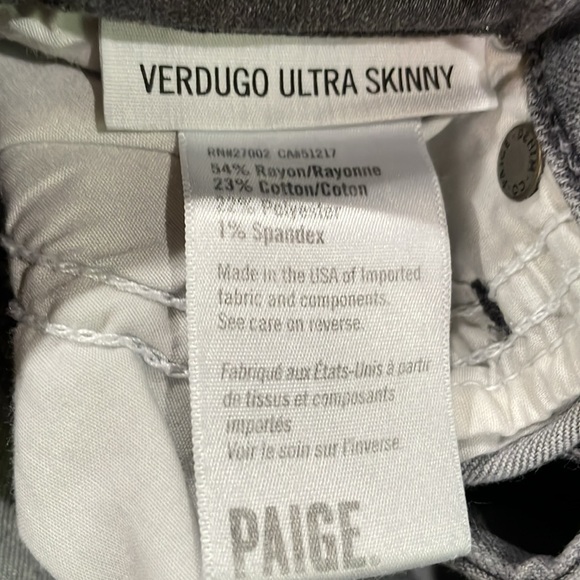 VERDUGO ULTRA SKINNY
RN#27002 CA#51217
54% Rayon/Rayonne
23% Cotton/Coton
22% Polyester
1% Spandex
Made in the USA of Imported
fabric and components.
See care on reverse.
Fabriqué aux États-Unis à partir
de tissus et composants
importés
Voir le soin sur l'inverse.
PAIGE.